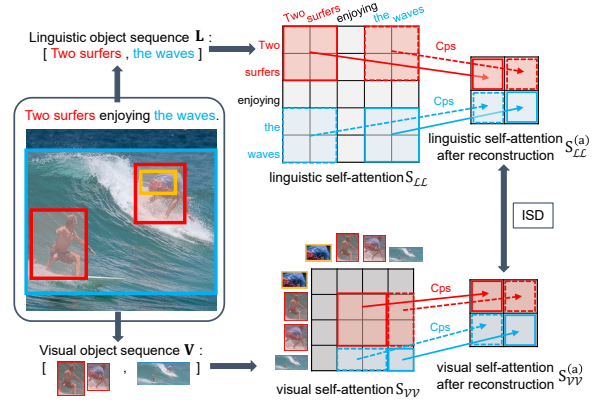 Linguistic object sequence L :
[ Two surfers , the waves ]
Two surfers enjoying the waves.
Visual object sequence V :
[ , ]
Two surfers enjoying the waves
Two
surfers
enjoying
the
waves
Cps
Cps
linguistic self-attention S_ℒℒ
linguistic self-attention
after reconstruction S_ℒℒ^(a)
ISD
Cps
Cps
visual self-attention S_𝒱𝒱
visual self-attention
after reconstruction S_𝒱𝒱^(a)